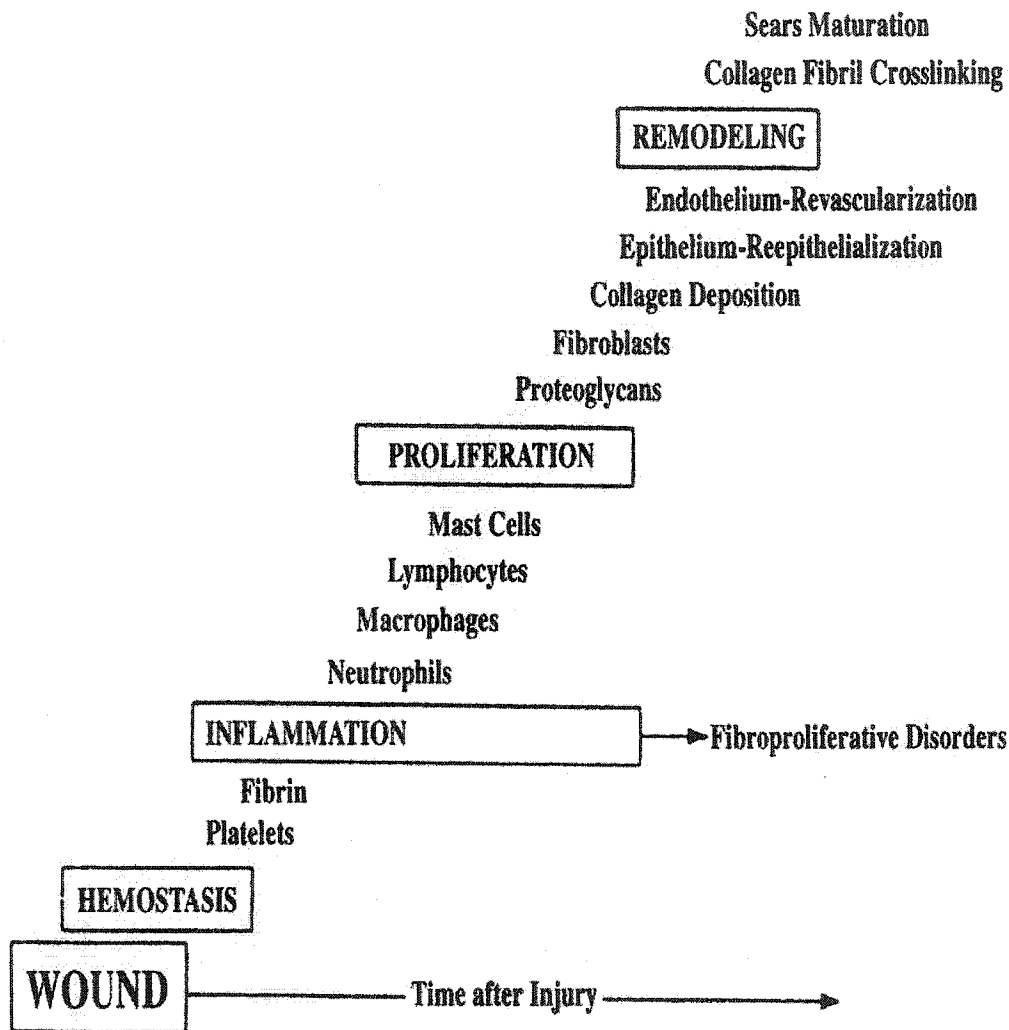 Sears Maturation
Collagen Fibril Crosslinking
REMODELING
Endothelium-Revascularization
Epithelium-Reepithelialization
Collagen Deposition
Fibroblasts
Proteoglycans
PROLIFERATION
Mast Cells
Lymphocytes
Macrophages
Neutrophils
INFLAMMATION
Fibroproliferative Disorders
Fibrin
Platelets
HEMOSTASIS
WOUND
Time after Injury